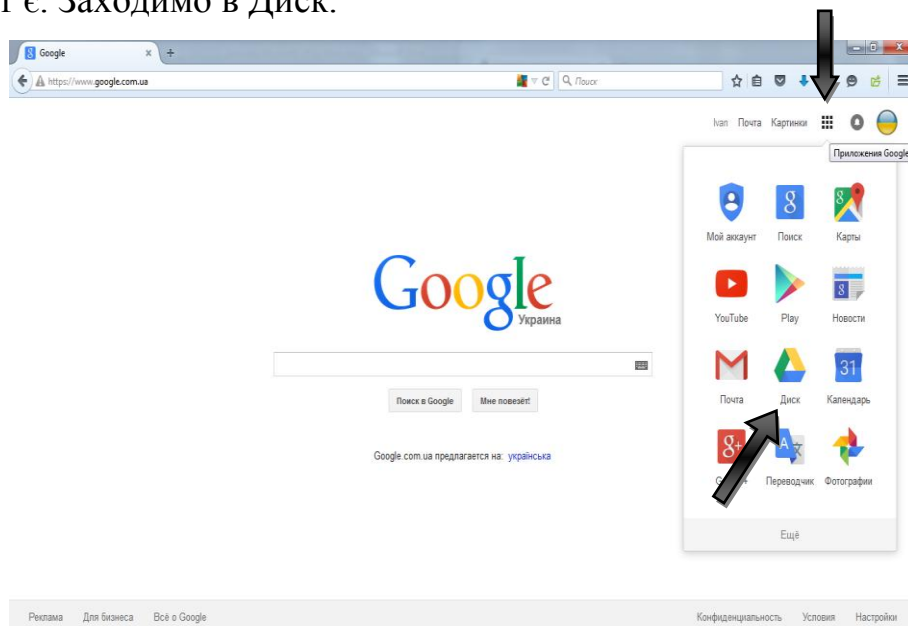 і є. Заходимо в Диск.
Google
https://www.google.com.ua
Поиск
Ivan Почта Картинки
Приложения Google
Мой аккаунт Поиск Карты
YouTube Play Новости
31
Почта Диск Календарь
Переводчик Фотографии
Ещё
Google
Украина
Поиск в Google Мне повезёт!
Google.com.ua предлагается на: українська
Реклама Для бизнеса Всё о Google Конфиденциальность Условия Настройки